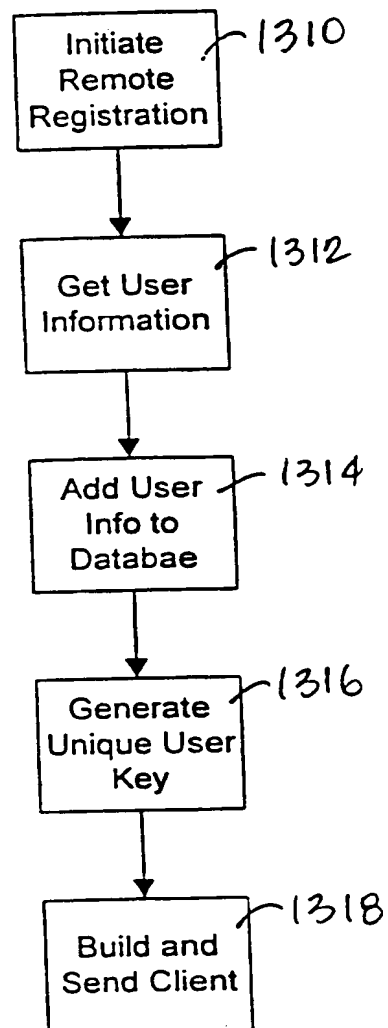 Initiate
Remote
Registration
1310
Get User
Information
1312
Add User
Info to
Databae
1314
Generate
Unique User
Key
1316
Build and
Send Client
1318